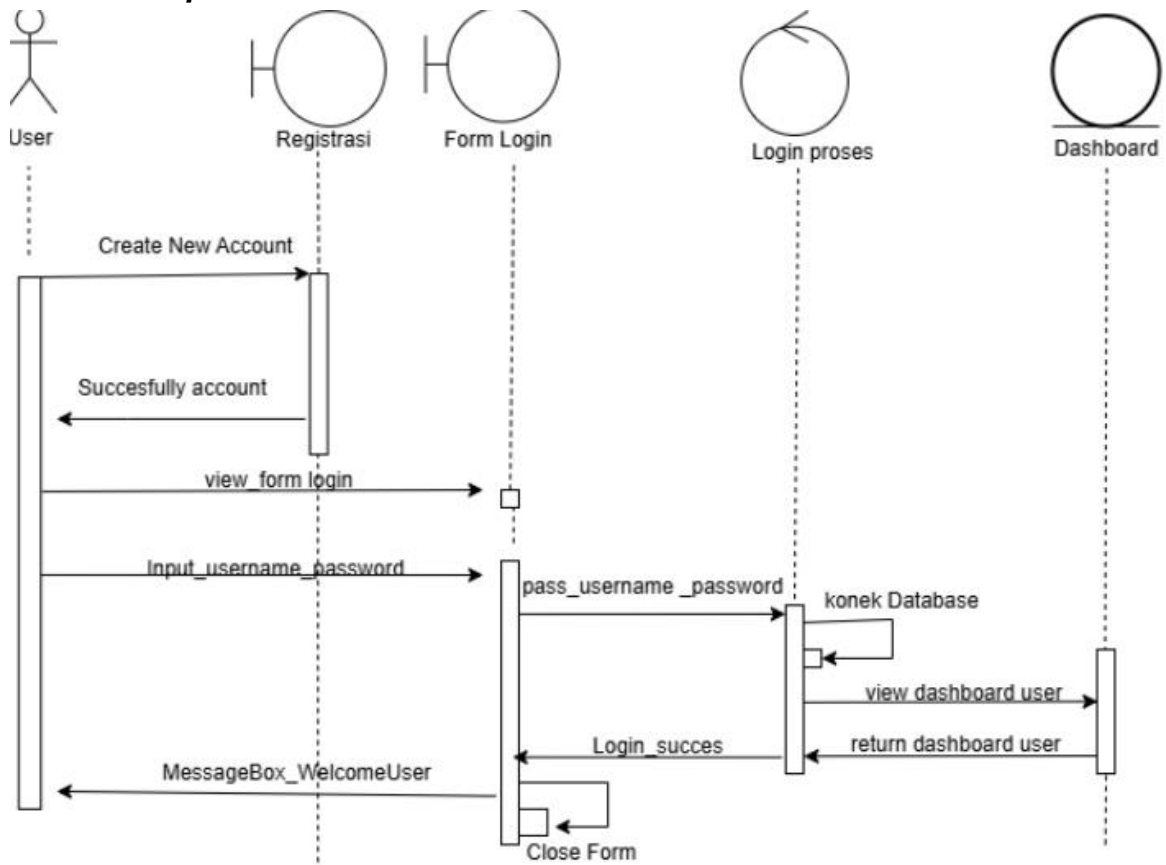 User
Registrasi
Form Login
Login proses
Dashboard
Create New Account
Succesfully account
view_form login
Input_username_password
pass_username _password
konek Database
view dashboard user
return dashboard user
Login_succes
MessageBox_WelcomeUser
Close Form